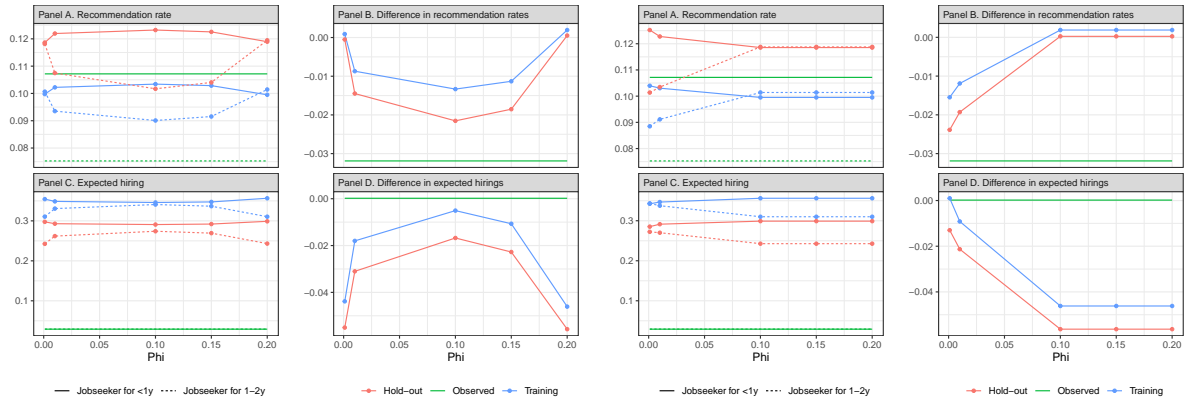 Panel A. Recommendation rate
0.12
0.11
0.10
0.09
0.08
Panel C. Expected hiring
0.3
0.2
0.1
0.00 0.05 0.10 0.15 0.20
Phi
Panel B. Difference in recommendation rates
0.00
−0.01
−0.02
−0.03
Panel D. Difference in expected hirings
0.00
−0.02
−0.04
0.00 0.05 0.10 0.15 0.20
Phi
Jobseeker for <1y Jobseeker for 1−2y
Hold−out Observed Training
Panel A. Recommendation rate
0.12
0.11
0.10
0.09
0.08
Panel C. Expected hiring
0.3
0.2
0.1
0.00 0.05 0.10 0.15 0.20
Phi
Panel B. Difference in recommendation rates
0.00
−0.01
−0.02
−0.03
Panel D. Difference in expected hirings
0.00
−0.02
−0.04
0.00 0.05 0.10 0.15 0.20
Phi
Jobseeker for <1y Jobseeker for 1−2y
Hold−out Observed Training